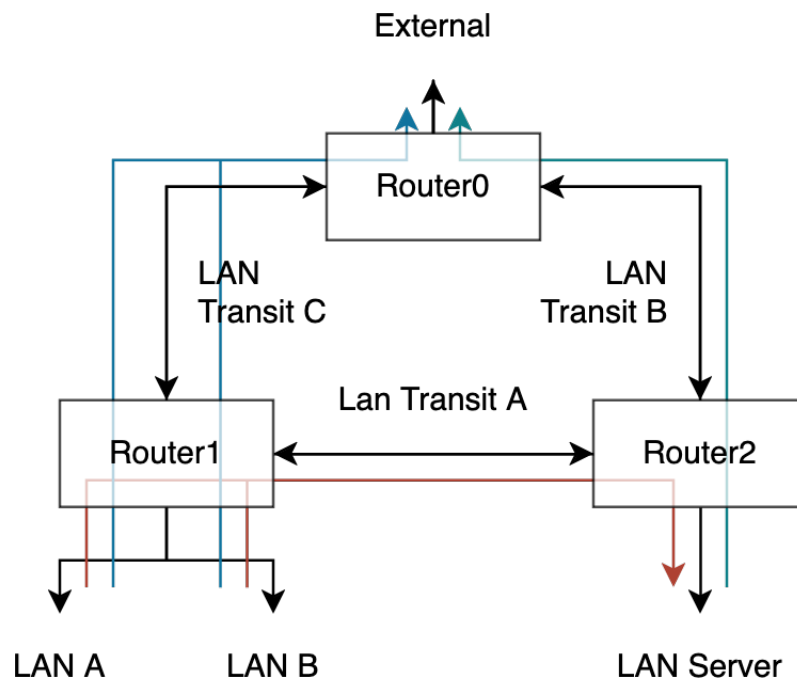 External
Router0
LAN
Transit C
LAN
Transit B
Lan Transit A
Router1
Router2
LAN A
LAN B
LAN Server